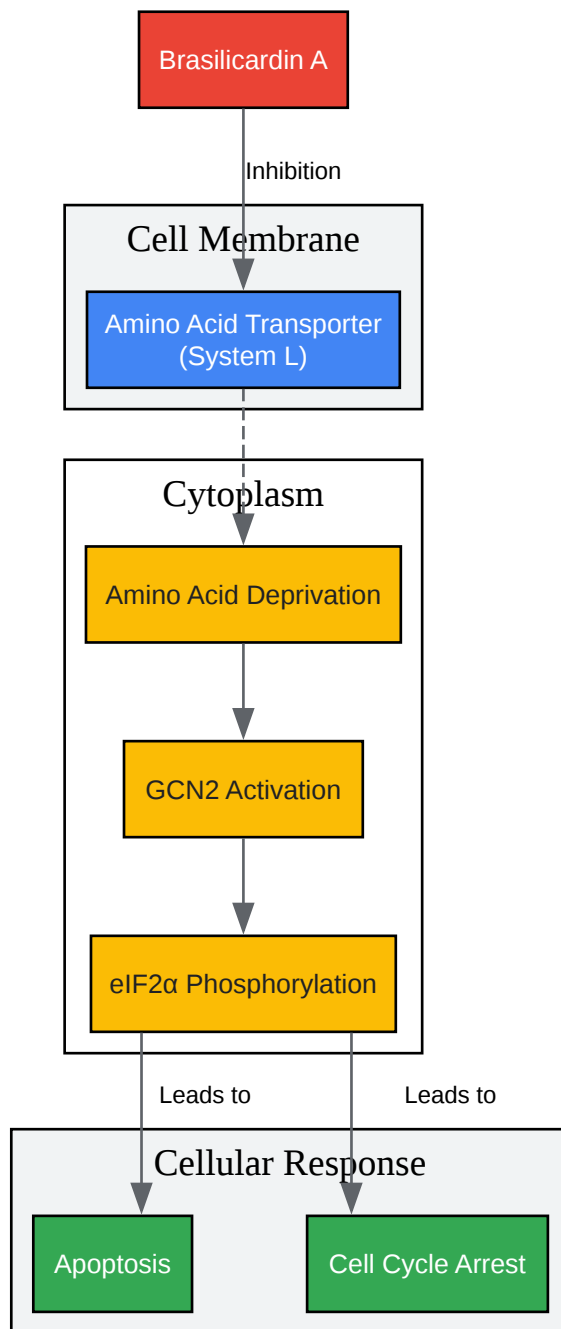 Brasilicardin A
Inhibition
Cell Membrane
Amino Acid Transporter
(System L)
Cytoplasm
Amino Acid Deprivation
GCN2 Activation
eIF2α Phosphorylation
Leads to
Leads to
Cellular Response
Apoptosis
Cell Cycle Arrest